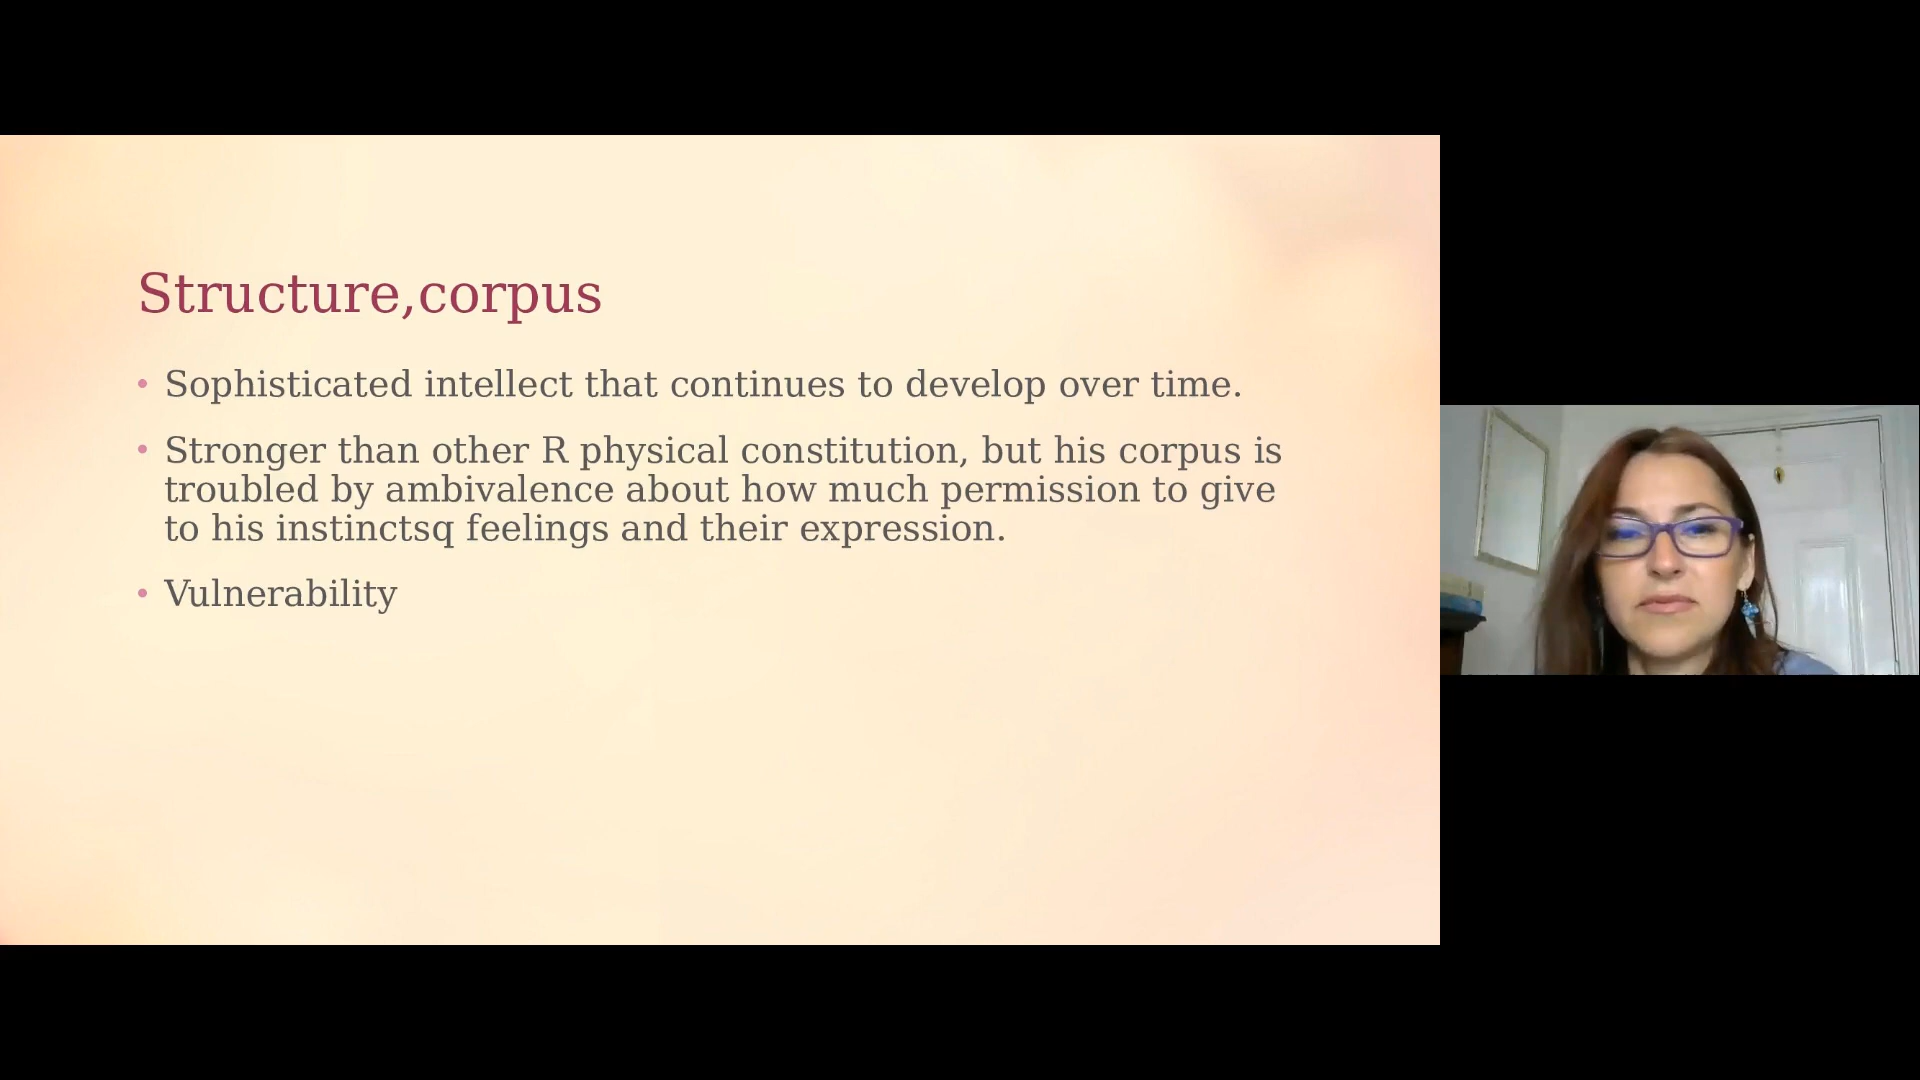 Structure,corpus
• Sophisticated intellect that continues to develop over time.
• Stronger than other R physical constitution, but his corpus is
troubled by ambivalence about how much permission to give
to his instinctsq feelings and their expression.
• Vulnerability